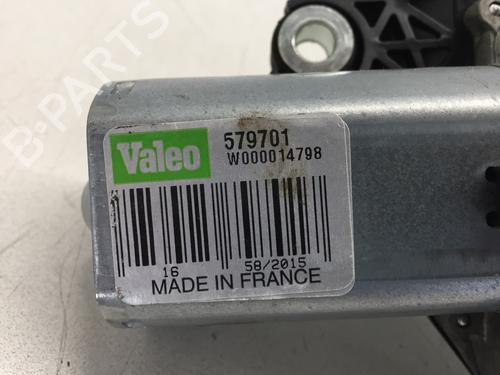 Valeo 579701
W000014798
16 58/2015
MADE IN FRANCE
B-PARTS